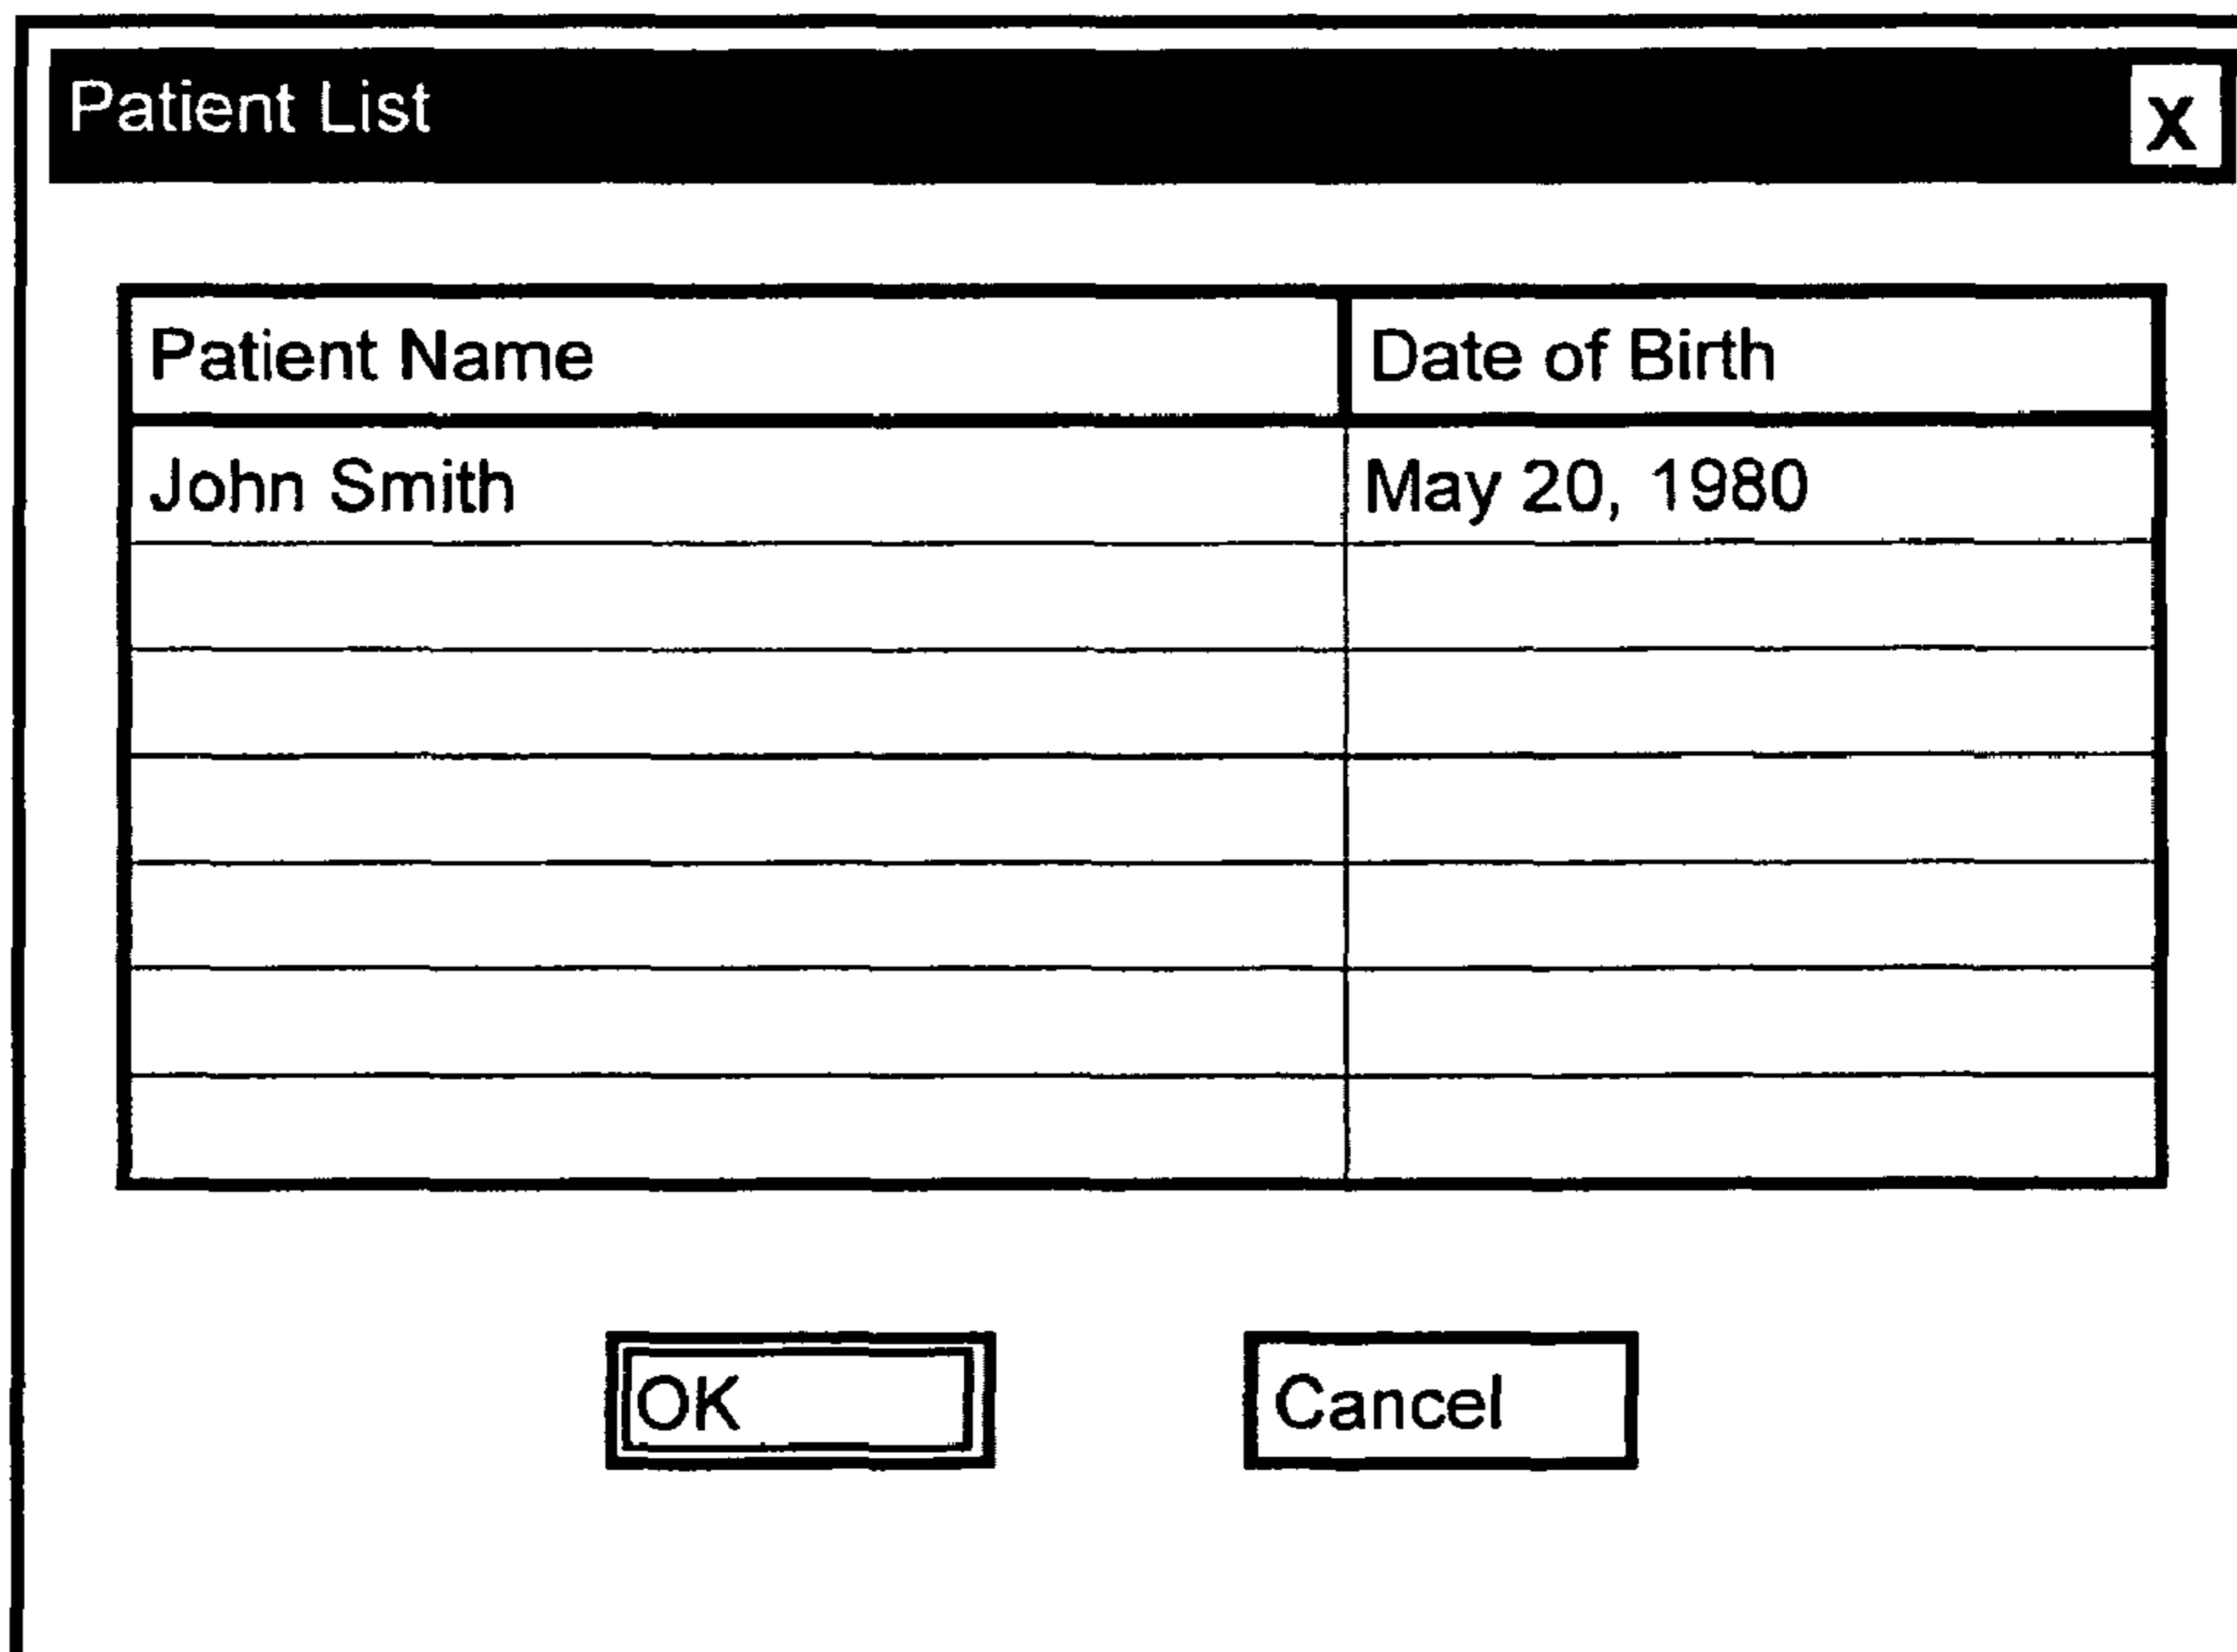 Patient List X
Patient Name Date of Birth
John Smith May 20, 1980
OK Cancel